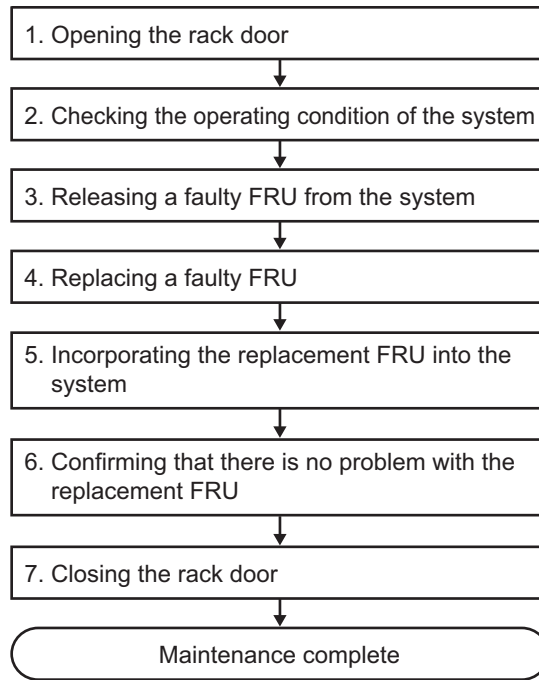 1. Opening the rack door
2. Checking the operating condition of the system
3. Releasing a faulty FRU from the system
4. Replacing a faulty FRU
5. Incorporating the replacement FRU into the
system
6. Confirming that there is no problem with the
replacement FRU
7. Closing the rack door
Maintenance complete